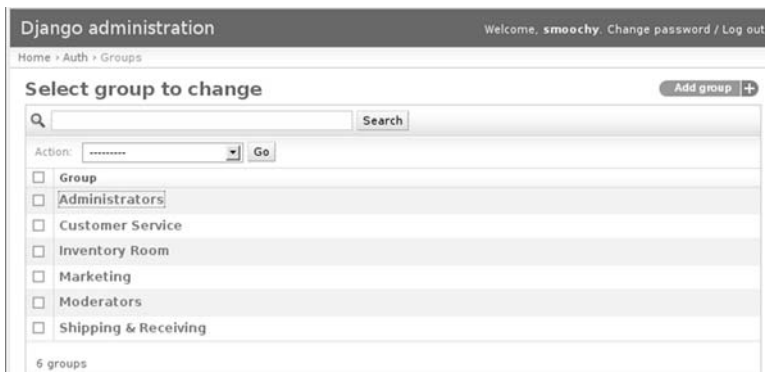 Django administration
Welcome, smoochy. Change password / Log out
Home › Auth › Groups
Select group to change
Add group +
Search
Action: --------- Go
Group
Administrators
Customer Service
Inventory Room
Marketing
Moderators
Shipping & Receiving
6 groups